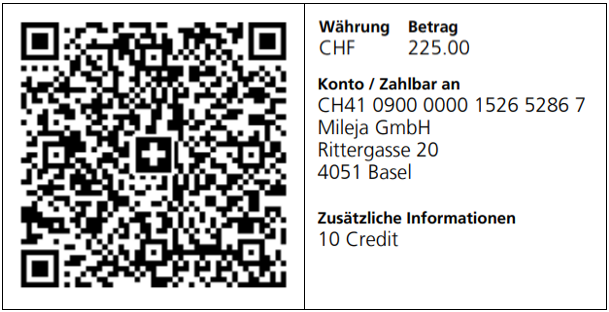 Währung Betrag
CHF 225.00
Konto / Zahlbar an
CH41 0900 0000 1526 5286 7
Mileja GmbH
Rittergasse 20
4051 Basel
Zusätzliche Informationen
10 Credit